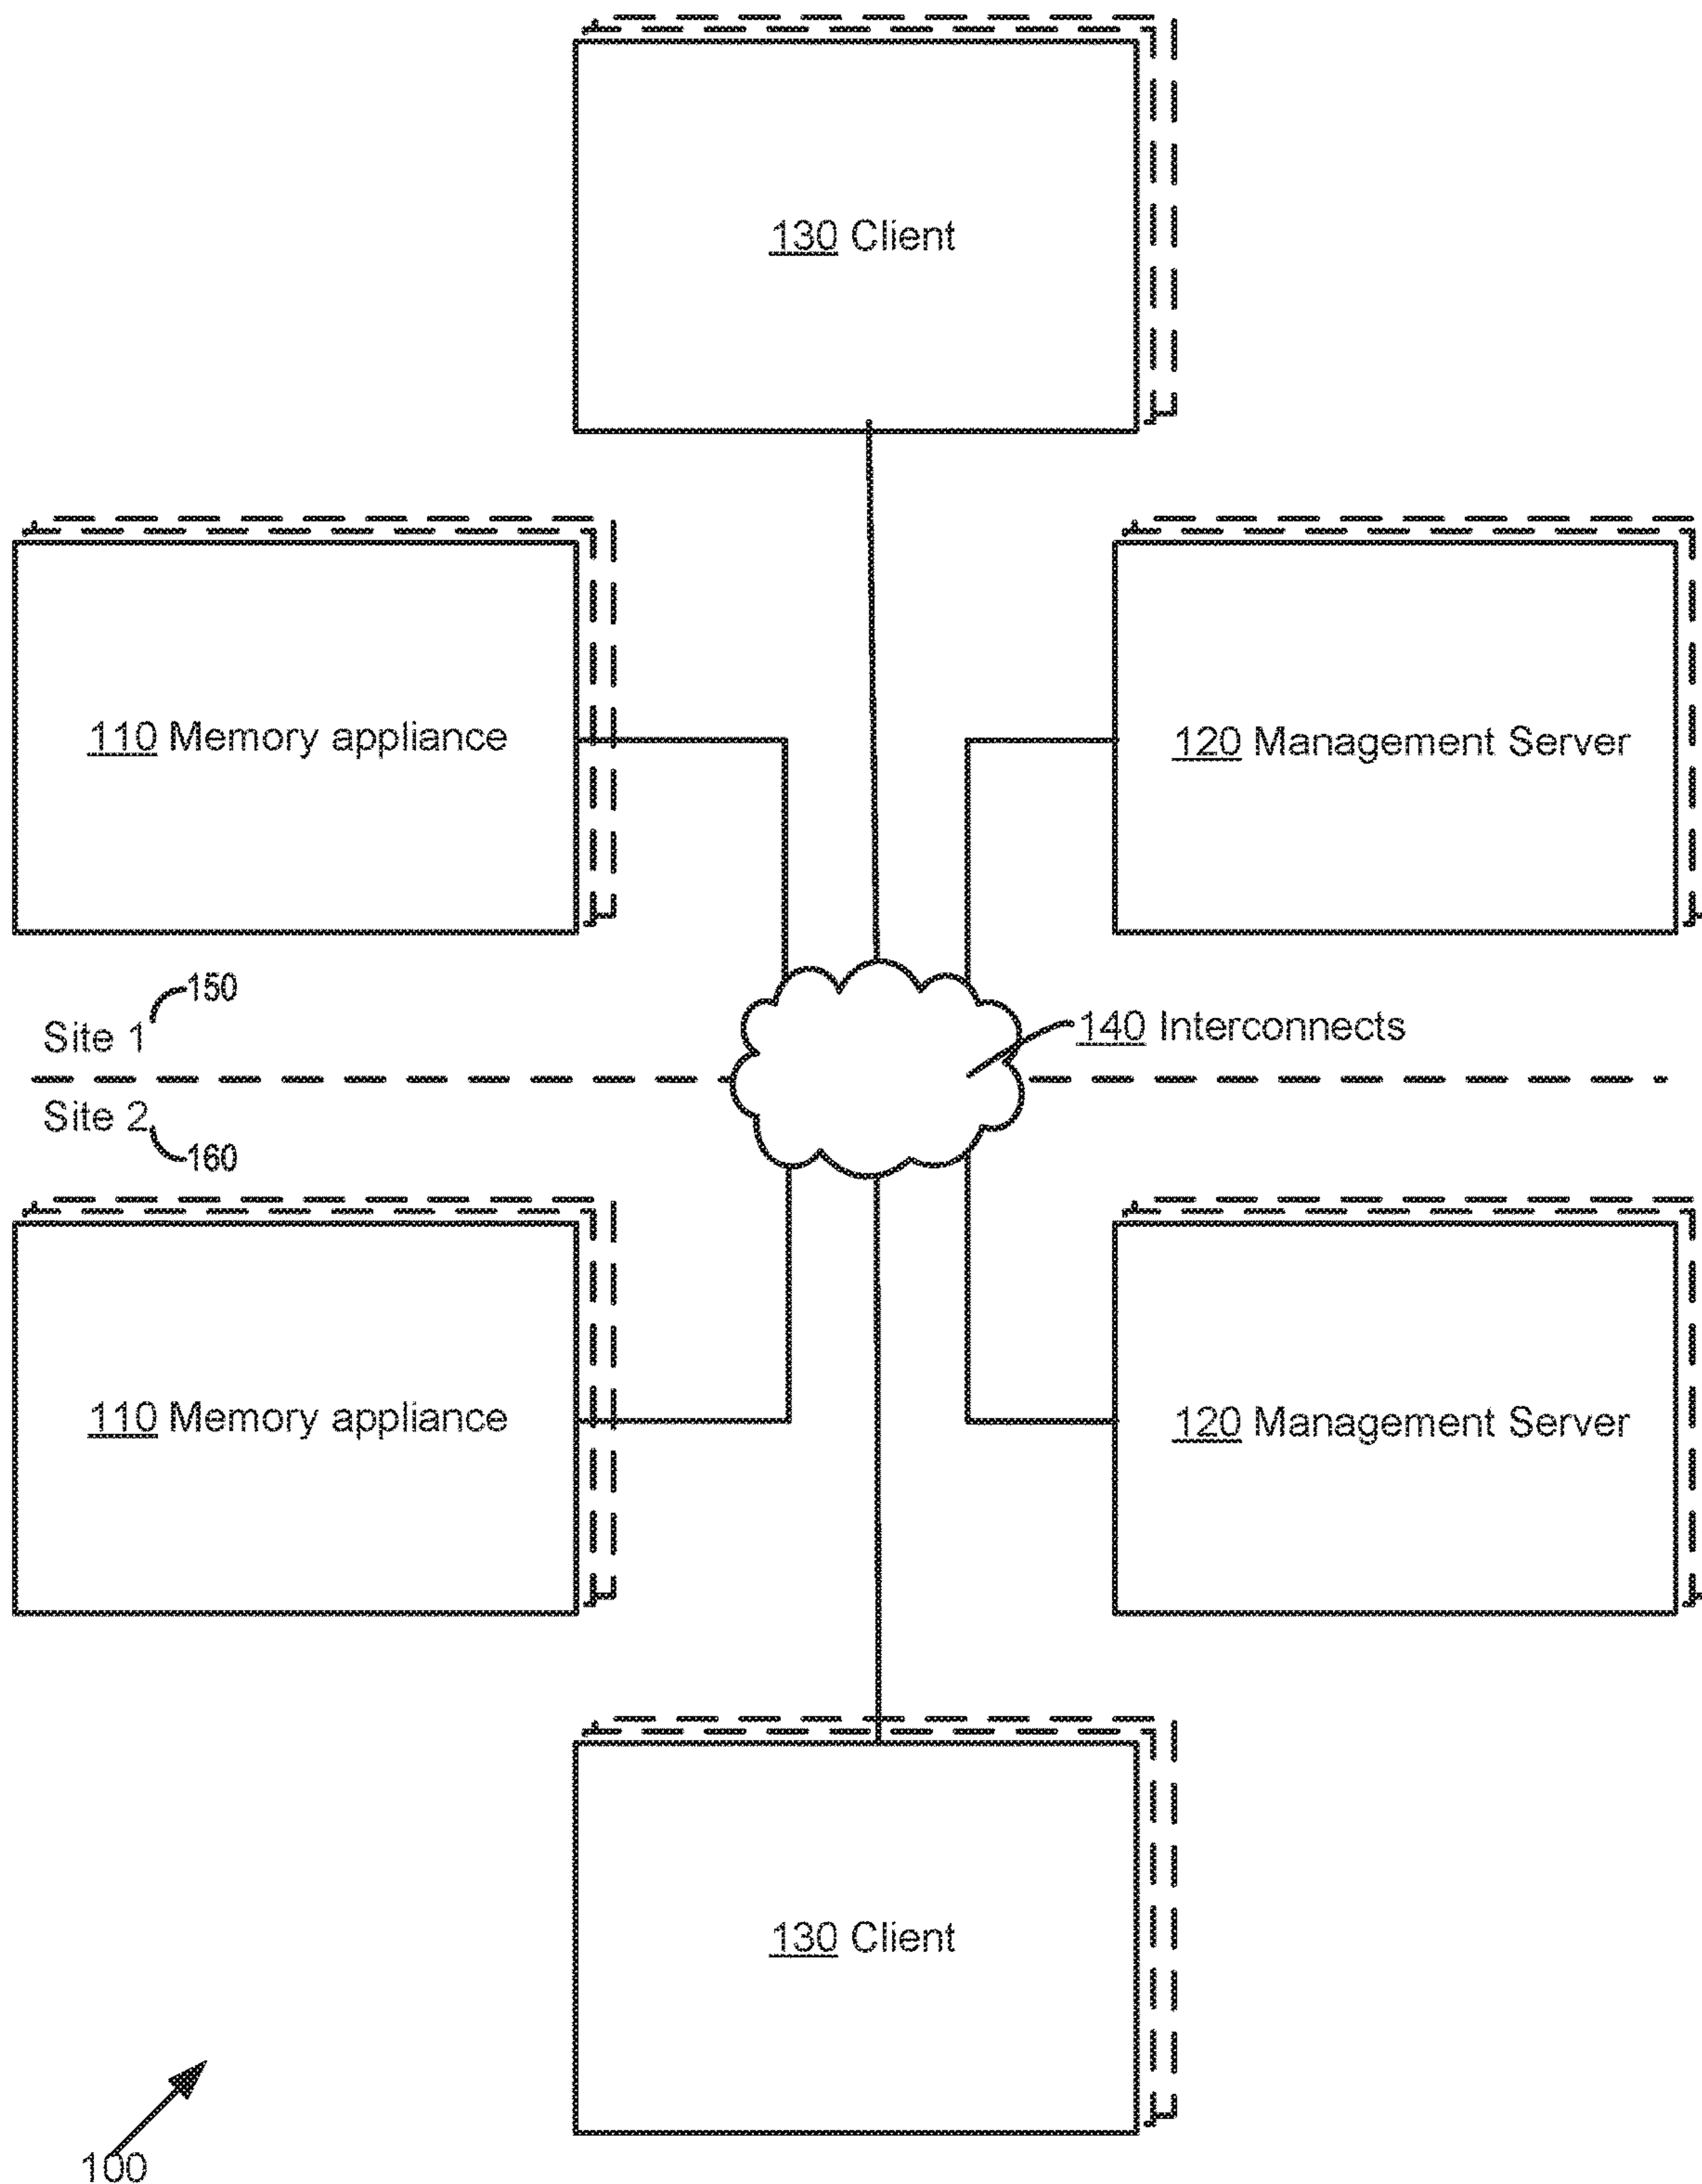 130 Client
110 Memory appliance
120 Management Server
150
Site 1
140 Interconnects
Site 2
160
110 Memory appliance
120 Management Server
130 Client
100